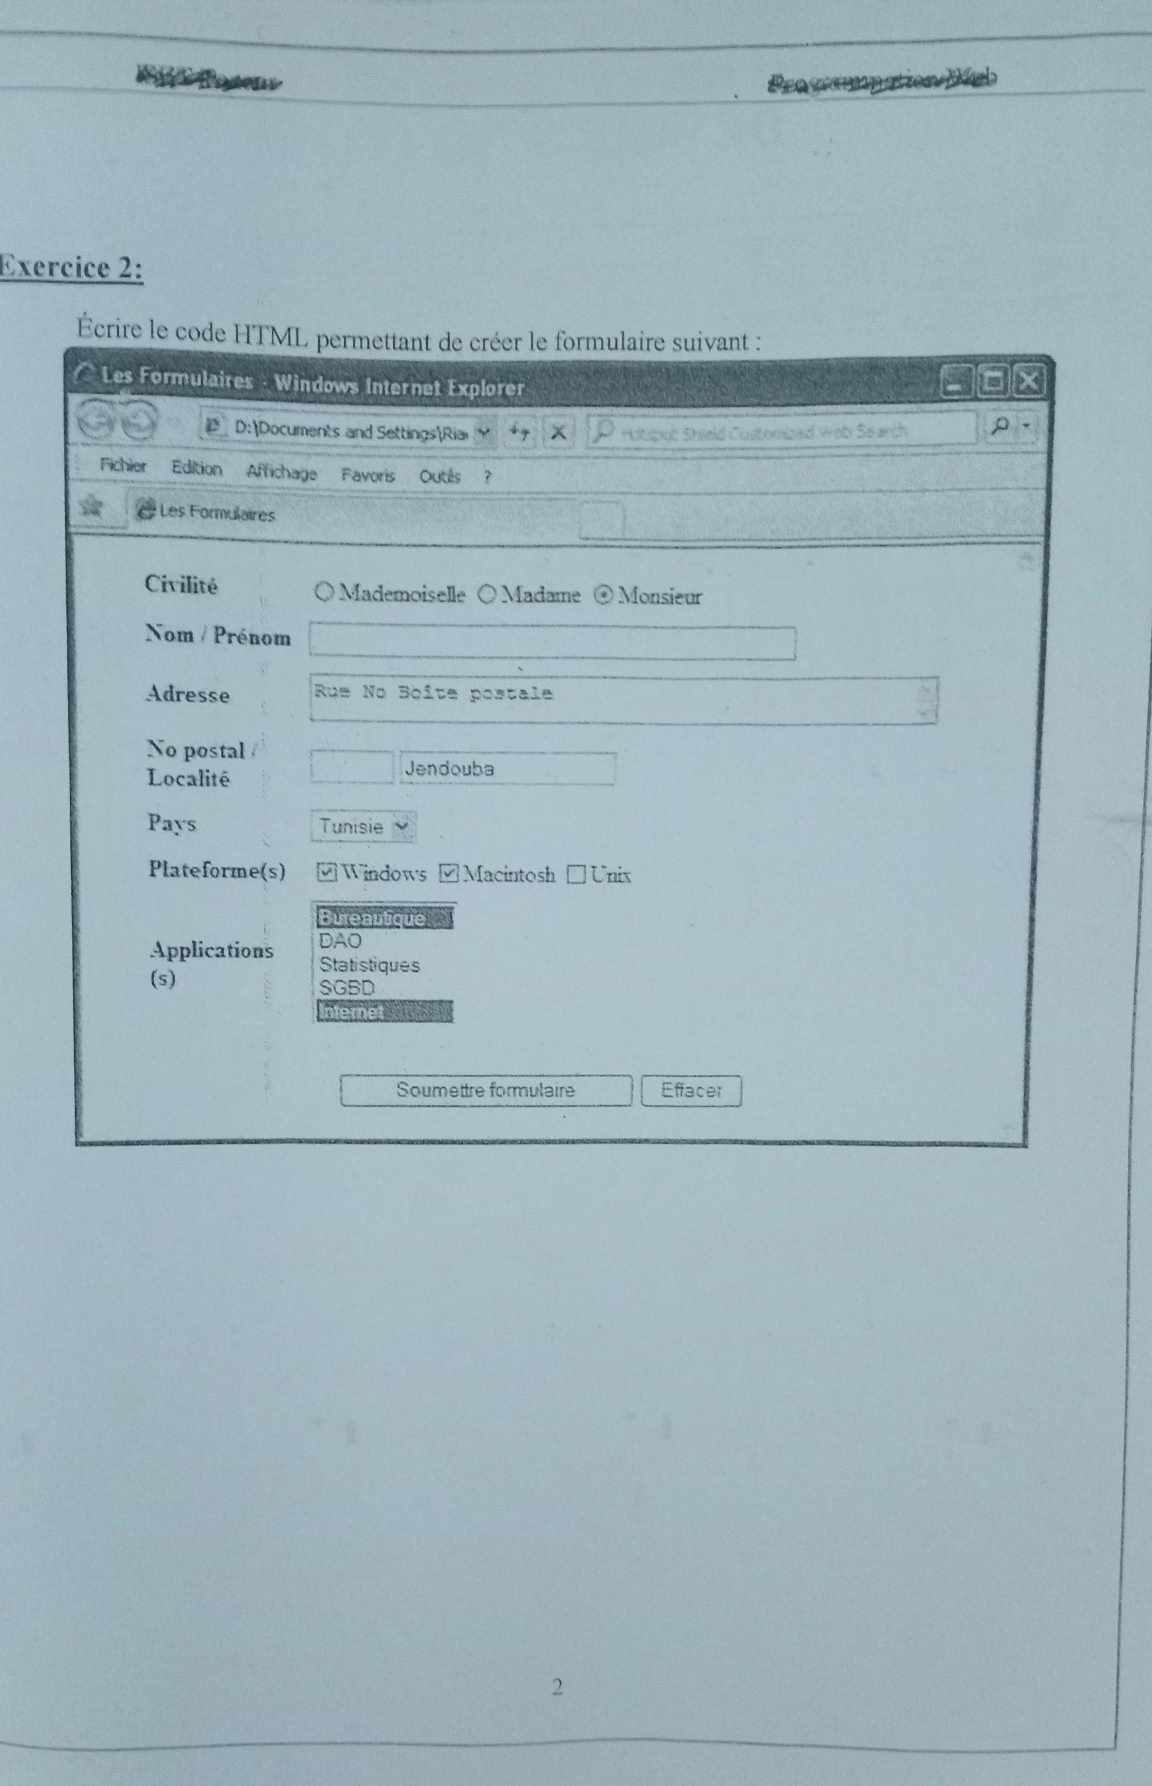 Exercice 2:
Écrire le code HTML permettant de créer le formulaire suivant :
Les Formulaires - Windows Internet Explorer
D:\Documents and Settings\Ria
Hotspot Shield Customized Web Search
Fichier Edition Affichage Favoris Outils ?
Les Formulaires
Civilité
Mademoiselle Madame Monsieur
Nom / Prénom
Adresse
Rue No Boîte postale
No postal /
Localité
Jendouba
Pays
Tunisie
Plateforme(s)
Windows Macintosh Unix
Applications
(s)
Bureautique
DAO
Statistiques
SGBD
Internet
Soumettre formulaire Effacer
2